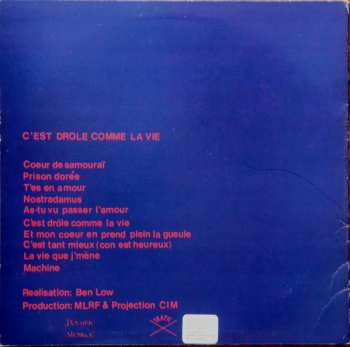 C'EST DROLE COMME LA VIE
Coeur de samouraï
Prison dorée
T'es en amour
Nostradamus
As-tu vu passer l'amour
C'est drôle comme la vie
Et mon coeur en prend plein la gueule
C'est tant mieux (con est heureux)
La vie que j'mène
Machine
Realisation: Ben Low
Production: MLRF & Projection CIM